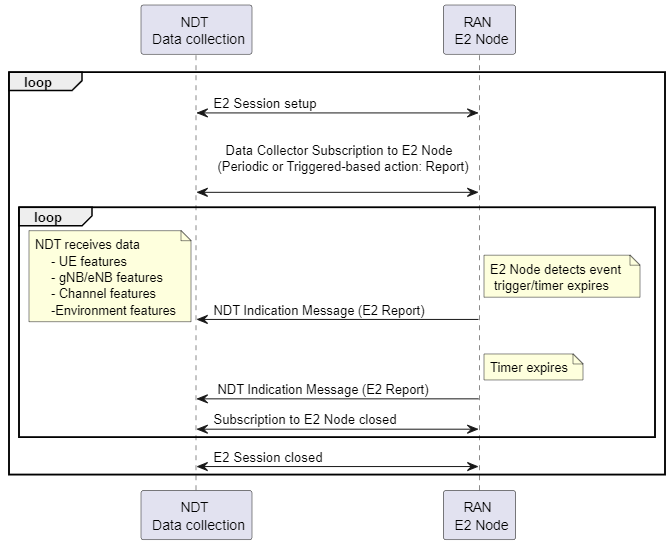 NDT
Data collection
RAN
E2 Node
loop
E2 Session setup
Data Collector Subscription to E2 Node
(Periodic or Triggered-based action: Report)
loop
NDT receives data
- UE features
- gNB/eNB features
- Channel features
-Environment features
E2 Node detects event
trigger/timer expires
NDT Indication Message (E2 Report)
Timer expires
NDT Indication Message (E2 Report)
Subscription to E2 Node closed
E2 Session closed
NDT
Data collection
RAN
E2 Node